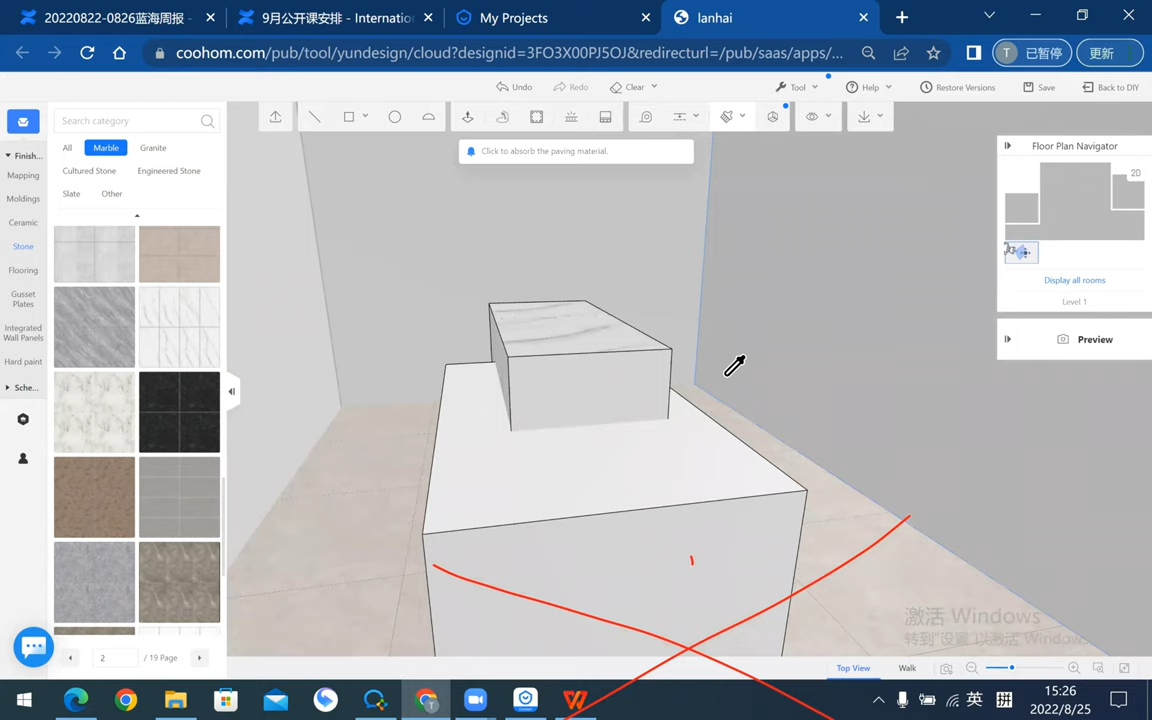 20220822-0826蓝海周报 -
9月公开课安排 - Internatio
My Projects
lanhai
coohom.com/pub/tool/yundesign/cloud?designid=3FO3X00PJ5OJ&redirecturl=/pub/saas/apps/...
T 已暂停
更新
Undo
Redo
Clear
Tool
Help
Restore Versions
Save
Back to DIY
Search category
Click to absorb the paving material.
Floor Plan Navigator
Finish...
All
Marble
Granite
Mapping
Cultured Stone
Engineered Stone
2D
Moldings
Slate
Other
Ceramic
Stone
Flooring
Display all rooms
Gusset
Plates
Level 1
Integrated
Wall Panels
Preview
Hard paint
Sche...
激活 Windows
转到"设置"以激活 Windows
2
/ 19 Page
Top View
Walk
英
拼
15:26
2022/8/25